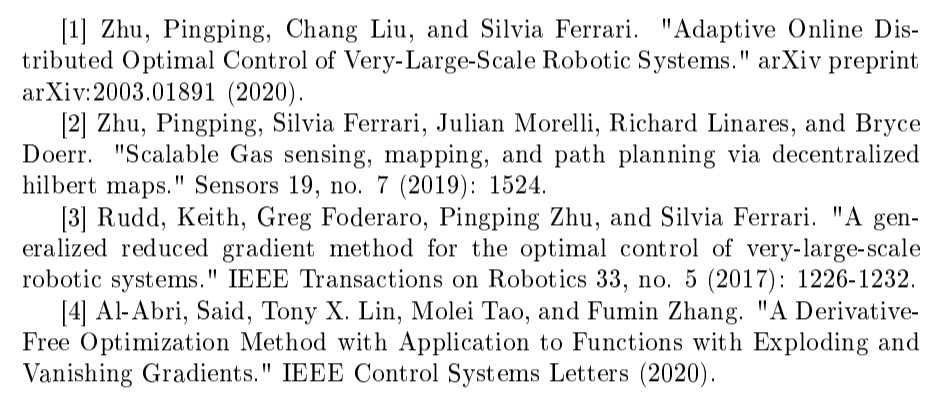 [1] Zhu, Pingping, Chang Liu, and Silvia Ferrari. "Adaptive Online Dis-
tributed Optimal Control of Very-Large-Scale Robotic Systems." arXiv preprint
arXiv:2003.01891 (2020).
[2] Zhu, Pingping, Silvia Ferrari, Julian Morelli, Richard Linares, and Bryce
Doerr. "Scalable Gas sensing, mapping, and path planning via decentralized
hilbert maps." Sensors 19, no. 7 (2019): 1524.
[3] Rudd, Keith, Greg Foderaro, Pingping Zhu, and Silvia Ferrari. "A gen-
eralized reduced gradient method for the optimal control of very-large-scale
robotic systems." IEEE Transactions on Robotics 33, no. 5 (2017): 1226-1232.
[4] Al-Abri, Said, Tony X. Lin, Molei Tao, and Fumin Zhang. "A Derivative-
Free Optimization Method with Application to Functions with Exploding and
Vanishing Gradients." IEEE Control Systems Letters (2020).